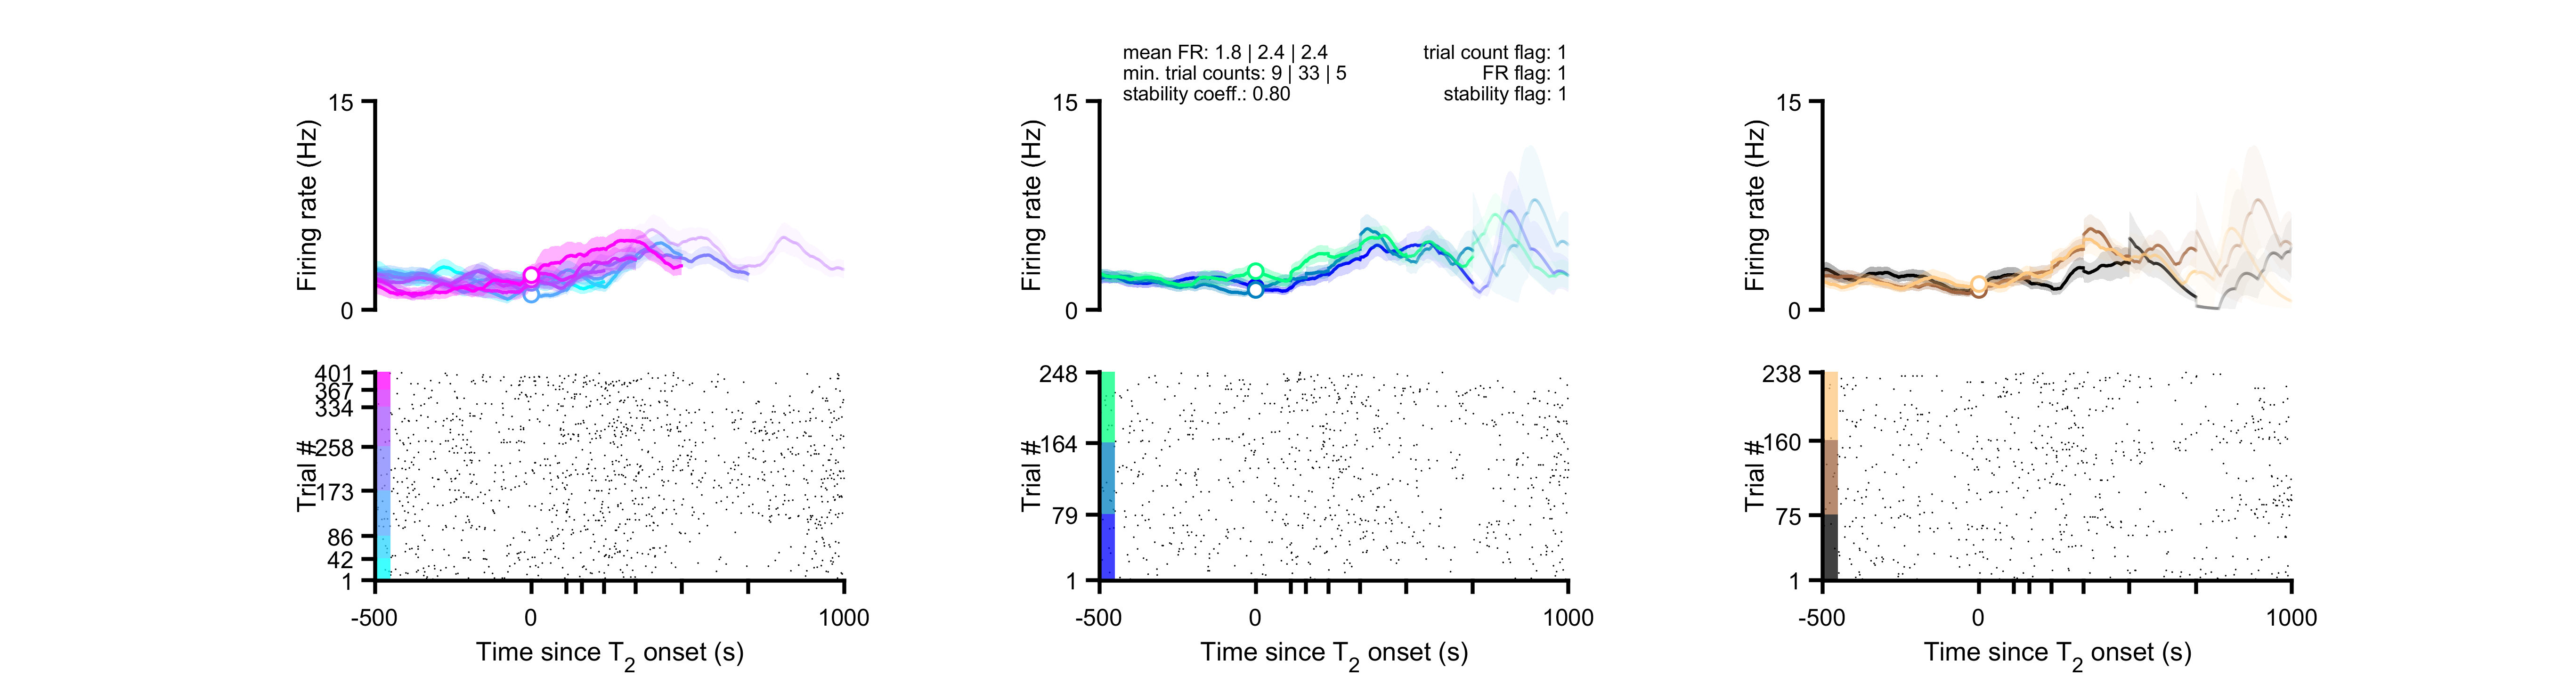 mean FR: 1.8 | 2.4 | 2.4
min. trial counts: 9 | 33 | 5
stability coeff.: 0.80
trial count flag: 1
FR flag: 1
stability flag: 1
15
0
Firing rate (Hz)
401
367
334
258
173
86
42
1
Trial #
-500
0
1000
Time since T2 onset (s)
15
0
Firing rate (Hz)
248
164
79
1
Trial #
-500
0
1000
Time since T2 onset (s)
15
0
Firing rate (Hz)
238
160
75
1
Trial #
-500
0
1000
Time since T2 onset (s)